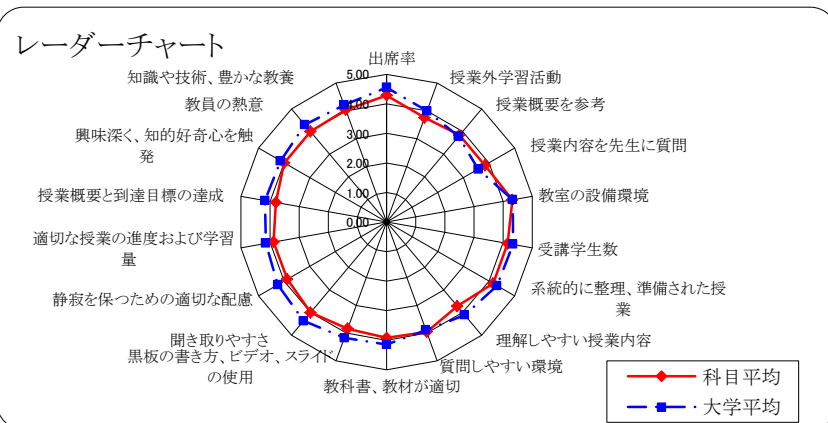 レーダーチャート
出席率
授業外学習活動
授業概要を参考
授業内容を先生に質問
教室の設備環境
受講学生数
系統的に整理、準備された授
業
理解しやすい授業内容
質問しやすい環境
教科書、教材が適切
黒板の書き方、ビデオ、スライド
の使用
聞き取りやすさ
静寂を保つための適切な配慮
適切な授業の進度および学習
量
授業概要と到達目標の達成
興味深く、知的好奇心を触
発
教員の熱意
知識や技術、豊かな教養
5.00
4.00
3.00
2.00
1.00
0.00
科目平均
大学平均